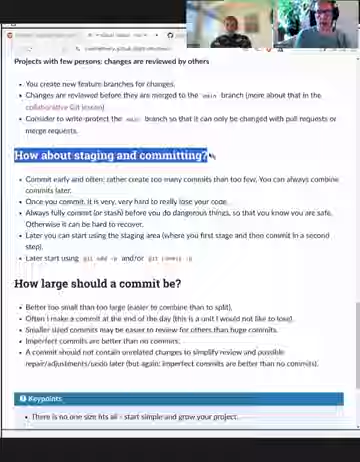 Projects with few persons: changes are reviewed by others
You create new feature branches for changes.
Changes are reviewed before they are merged to the main branch (more about that in the
collaborative Git lesson).
Consider to write-protect the main branch so that it can only be changed with pull requests or
merge requests.
How about staging and committing?
Commit early and often: rather create too many commits than too few. You can always combine
commits later.
Once you commit, it is very, very hard to really lose your code.
Always fully commit (or stash) before you do dangerous things, so that you know you are safe.
Otherwise it can be hard to recover.
Later you can start using the staging area (where you first stage and then commit in a second
step).
Later start using git add -p and/or git commit -p
How large should a commit be?
Better too small than too large (easier to combine than to split).
Often I make a commit at the end of the day (this is a unit I would not like to lose).
Smaller sized commits may be easier to review for others than huge commits.
Imperfect commits are better than no commits.
A commit should not contain unrelated changes to simplify review and possible
repair/adjustments/undo later (but again: imperfect commits are better than no commits).
Keypoints
There is no one size fits all - start simple and grow your project.